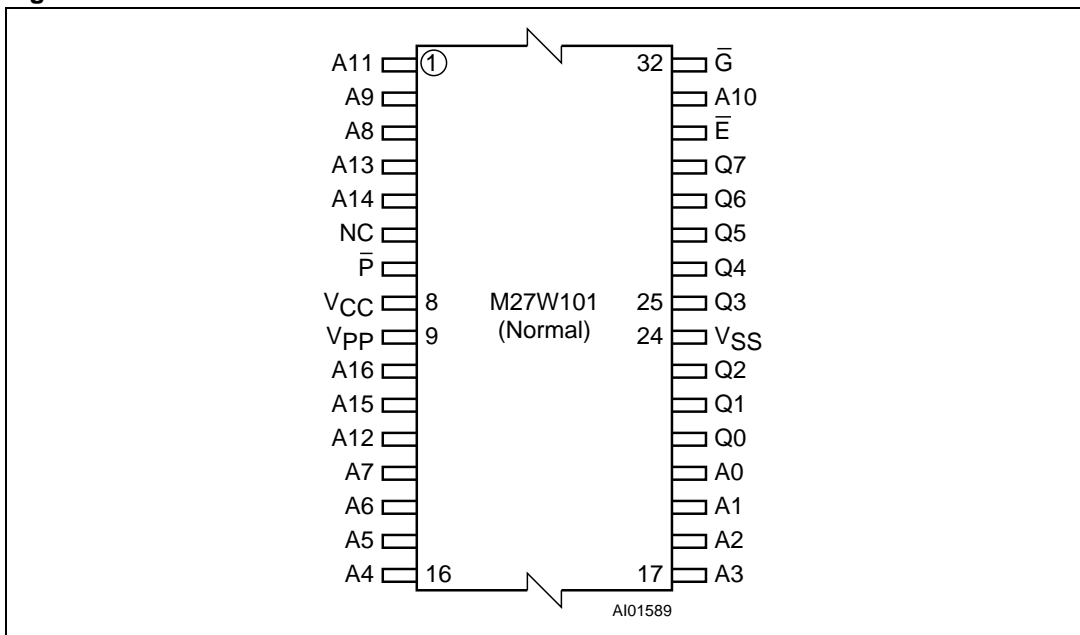 A11 1 32 G̅
A9 A10
A8 E̅
A13 Q7
A14 Q6
NC Q5
P̅ Q4
VCC 8 M27W101 25 Q3
VPP 9 (Normal) 24 VSS
A16 Q2
A15 Q1
A12 Q0
A7 A0
A6 A1
A5 A2
A4 16 17 A3
AI01589